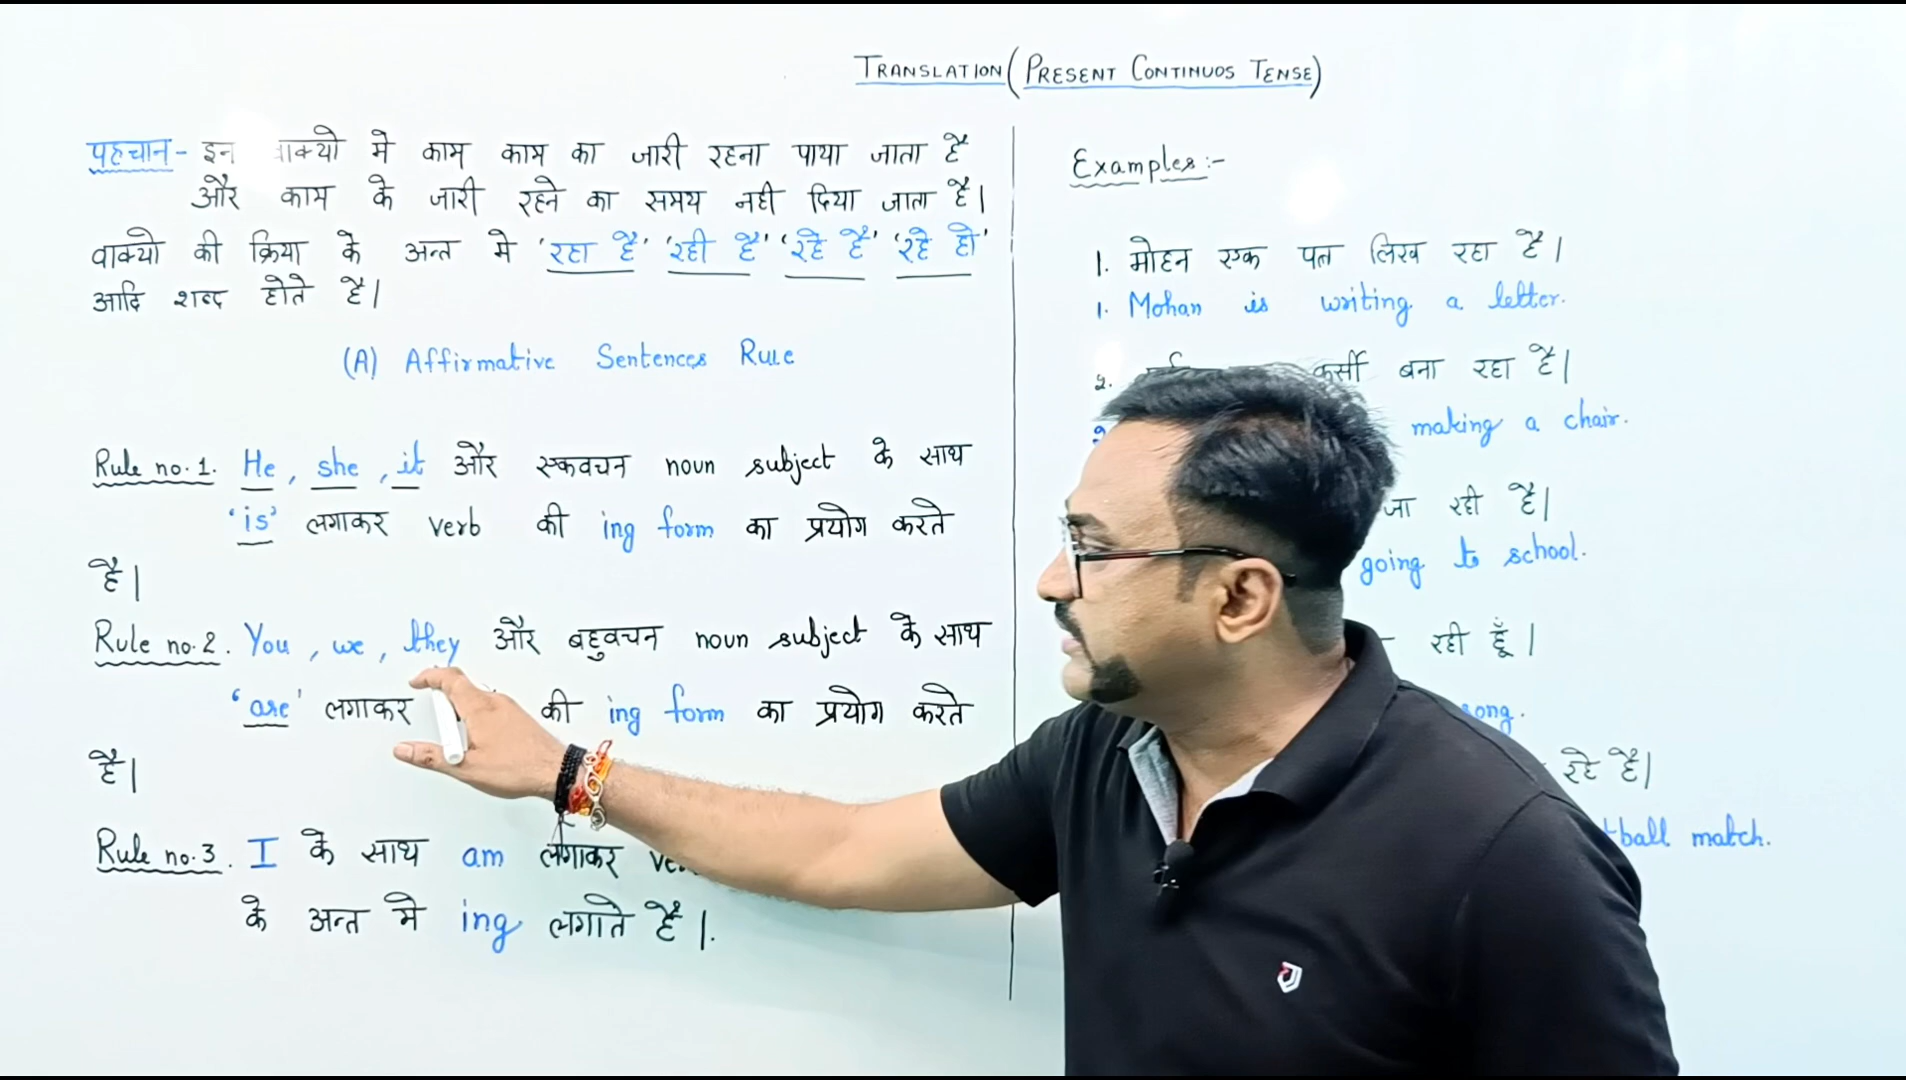 TRANSLATION (PRESENT CONTINUOS TENSE)
पहचान - इन वाक्यो मे काम काम का जारी रहना पाया जाता है
और काम के जारी रहने का समय नही दिया जाता है।
वाक्यो की क्रिया के अन्त मे 'रहा है' 'रही है' 'रहे है' 'रहे हो'
आदि शब्द होते है।
(A) Affirmative Sentences Rule
Rule no. 1. He, she, it और एकवचन noun subject के साथ
'is' लगाकर verb की ing form का प्रयोग करते
है।
Rule no. 2. You, we, they और बहुवचन noun subject के साथ
'are' लगाकर की ing form का प्रयोग करते
है।
Rule no. 3. I के साथ am लगाकर
के अन्त मे ing लगाते है।.
Examples:-
1. मोहन एक पत्र लिख रहा है।
1. Mohan is writing a letter.
2. कुर्सी बना रहा है।
making a chair.
जा रही है।
going to school.
रही हूँ।
song.
रहे है।
match.